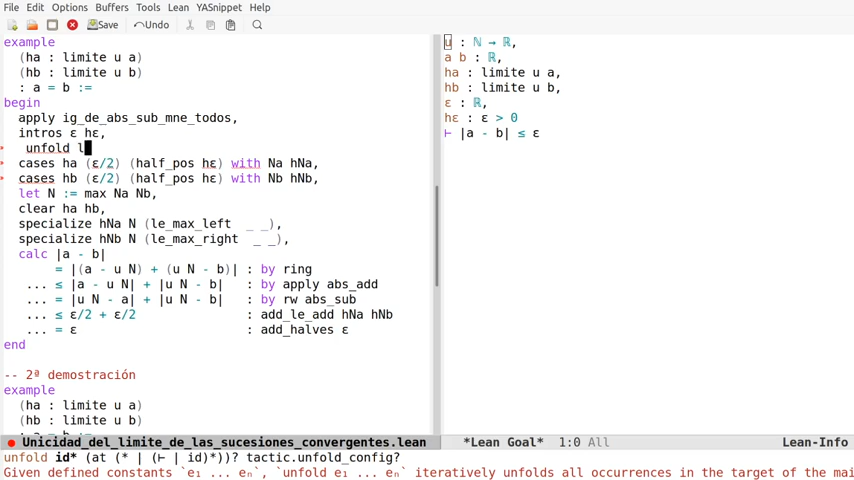 File Edit Options Buffers Tools Lean YASnippet Help
Save Undo
example
(ha : limite u a)
(hb : limite u b)
: a = b :=
begin
apply ig_de_abs_sub_mne_todos,
intros ε hε,
unfold l
cases ha (ε/2) (half_pos hε) with Na hNa,
cases hb (ε/2) (half_pos hε) with Nb hNb,
let N := max Na Nb,
clear ha hb,
specialize hNa N (le_max_left _ _),
specialize hNb N (le_max_right _ _),
calc |a - b|
= |(a - u N) + (u N - b)| : by ring
... ≤ |a - u N| + |u N - b| : by apply abs_add
... = |u N - a| + |u N - b| : by rw abs_sub
... ≤ ε/2 + ε/2 : add_le_add hNa hNb
... = ε : add_halves ε
end
-- 2ª demostración
example
(ha : limite u a)
(hb : limite u b)
: a = b :=
u : ℕ → ℝ,
a b : ℝ,
ha : limite u a,
hb : limite u b,
ε : ℝ,
hε : ε > 0
⊢ |a - b| ≤ ε
Unicidad_del_limite_de_las_sucesiones_convergentes.lean
*Lean Goal* 1:0 All Lean-Info
unfold id* (at (* | (⊢ | id)*))? tactic.unfold_config?
Given defined constants `e₁ ... eₙ`, `unfold e₁ ... eₙ` iteratively unfolds all occurrences in the target of the mai